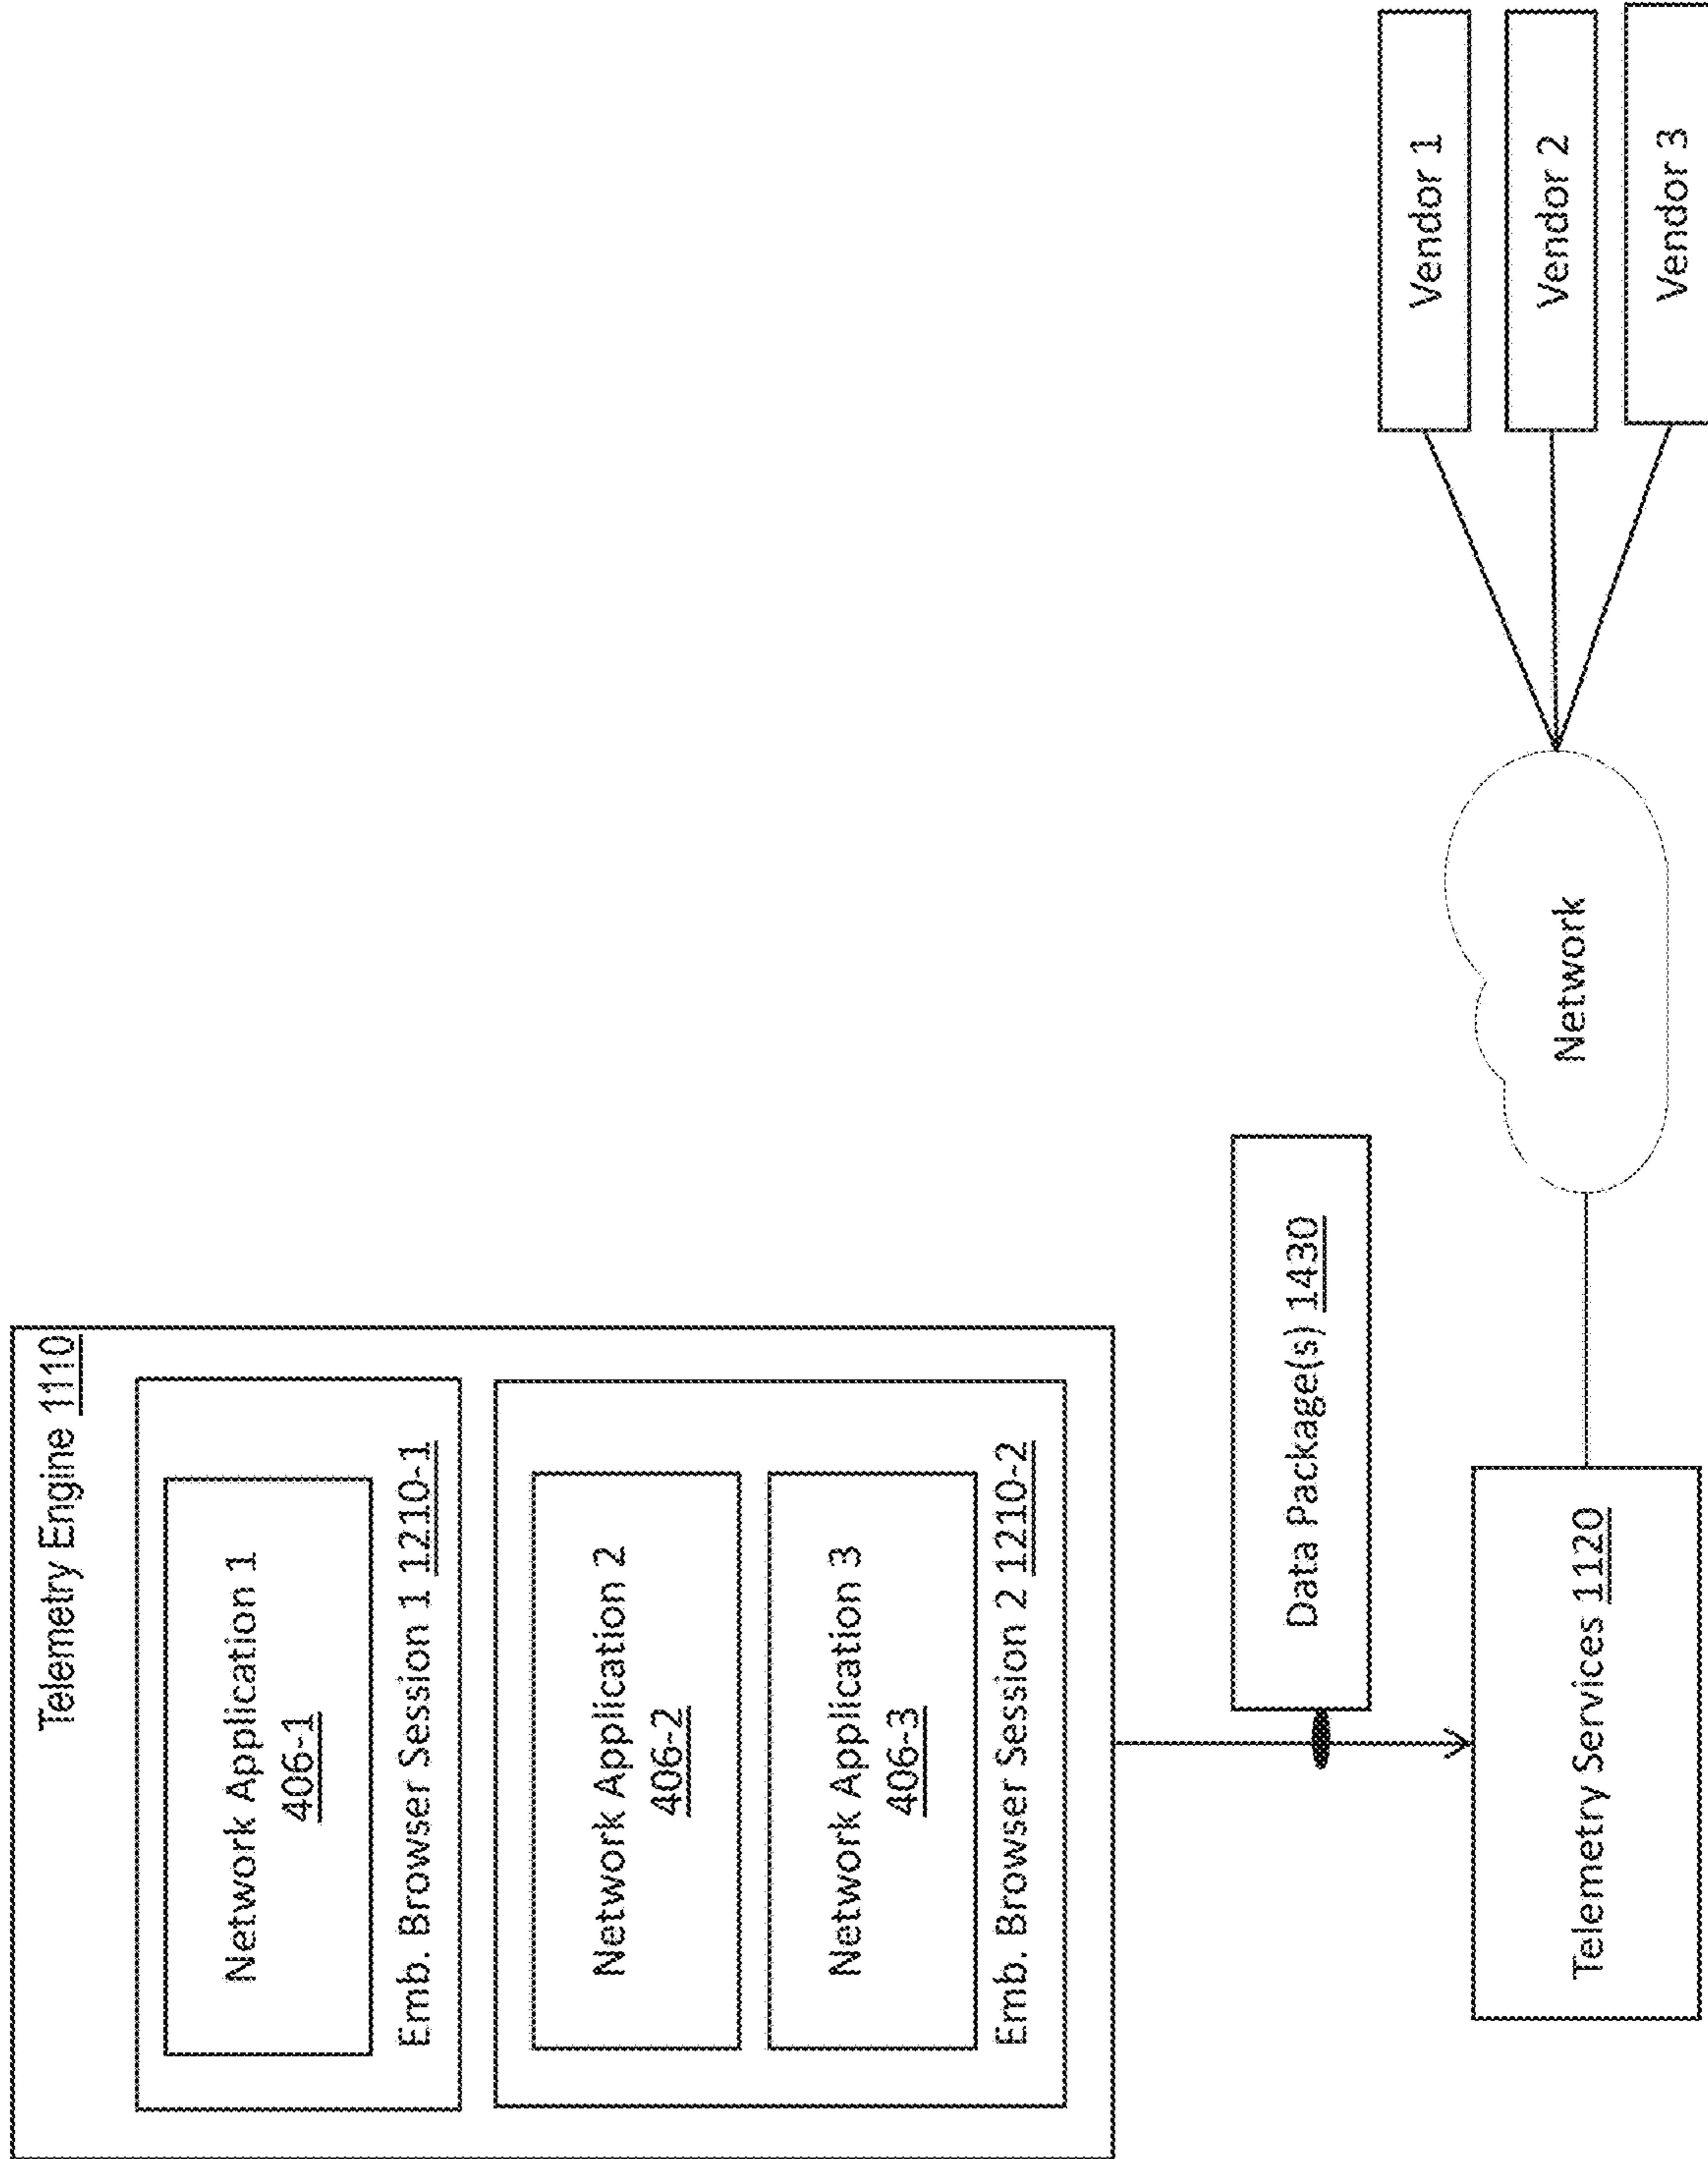 Telemetry Engine 1110
Network Application 1
406-1
Emb. Browser Session 1 1210-1
Network Application 2
406-2
Network Application 3
406-3
Emb. Browser Session 2 1210-2
Data Package(s) 1430
Telemetry Services 1120
Network
Vendor 1
Vendor 2
Vendor 3